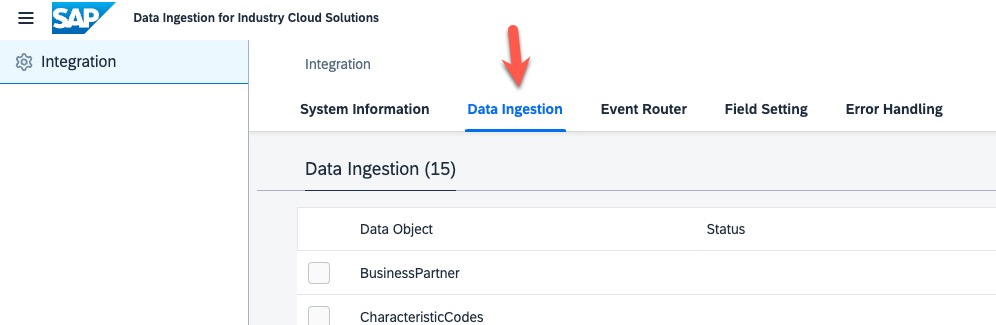 SAP Data Ingestion for Industry Cloud Solutions
Integration
Integration
System Information Data Ingestion Event Router Field Setting Error Handling
Data Ingestion (15)
Data Object Status
BusinessPartner
CharacteristicCodes